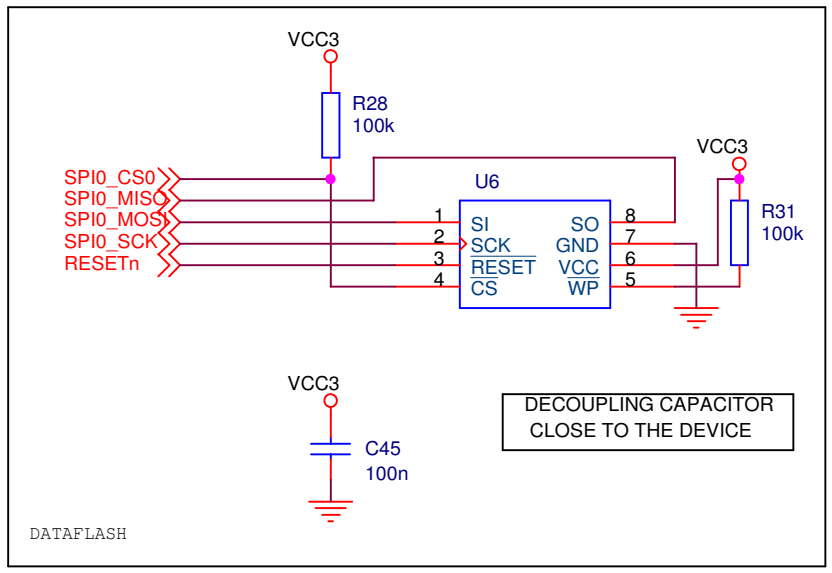 VCC3
R28
100k
VCC3
SPI0_CS0
SPI0_MISO
SPI0_MOSI
SPI0_SCK
RESETn
U6
R31
100k
1 SI SO 8
2 SCK GND 7
3 RESET VCC 6
4 CS WP 5
VCC3
C45
100n
DECOUPLING CAPACITOR
CLOSE TO THE DEVICE
DATAFLASH